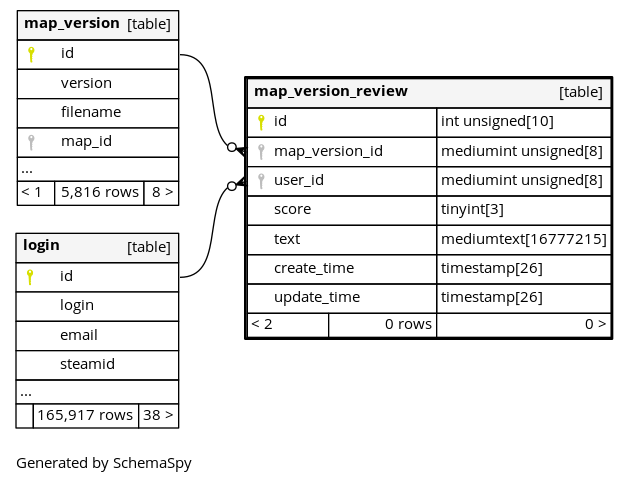 map_version [table]
id
version
filename
map_id
...
< 1 5,816 rows 8 >
map_version_review [table]
id int unsigned[10]
map_version_id mediumint unsigned[8]
user_id mediumint unsigned[8]
score tinyint[3]
text mediumtext[16777215]
create_time timestamp[26]
update_time timestamp[26]
< 2 0 rows 0 >
login [table]
id
login
email
steamid
...
165,917 rows 38 >
Generated by SchemaSpy